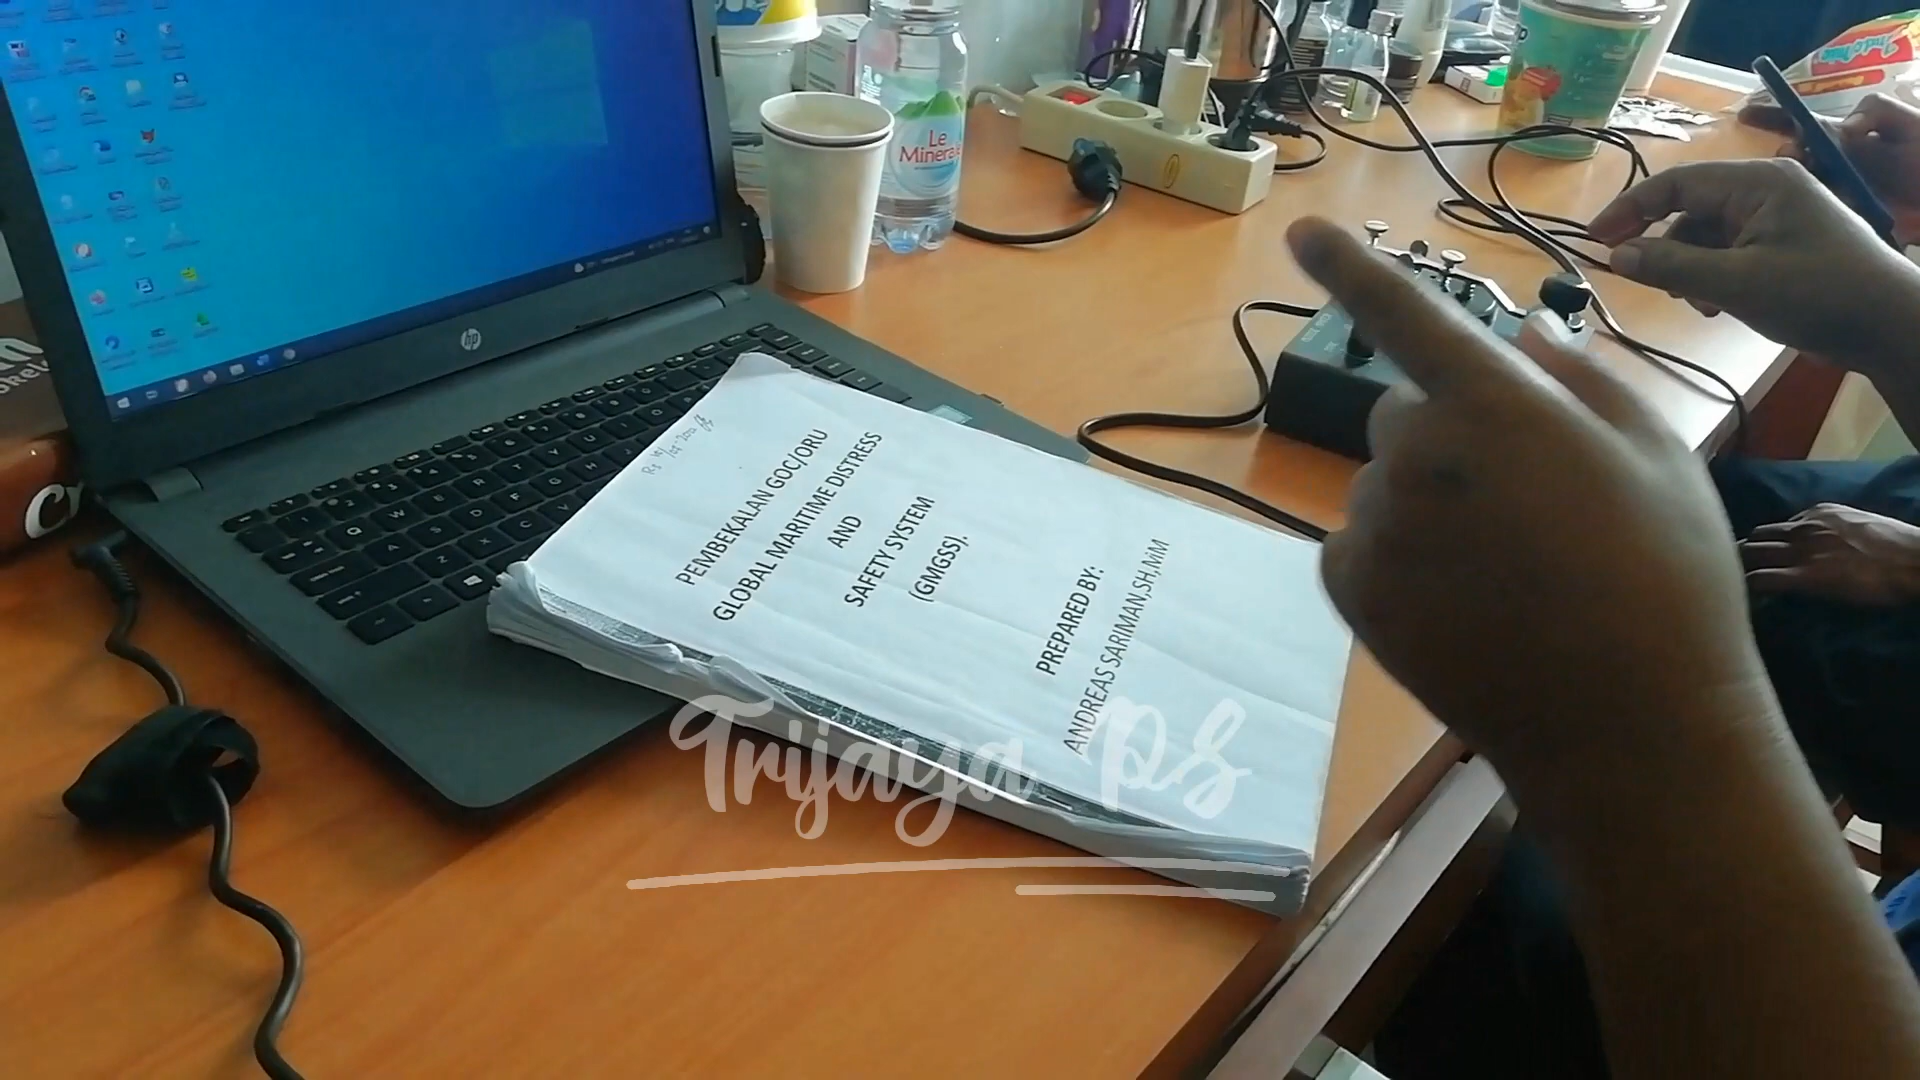 PEMBEKALAN GOC/ORU
GLOBAL MARITIME DISTRESS
AND
SAFETY SYSTEM
(GMGSS).
PREPARED BY:
ANDREAS SARIMAN,SH,MM
Trijaya PS
hp
Le
Minerale
Indomie